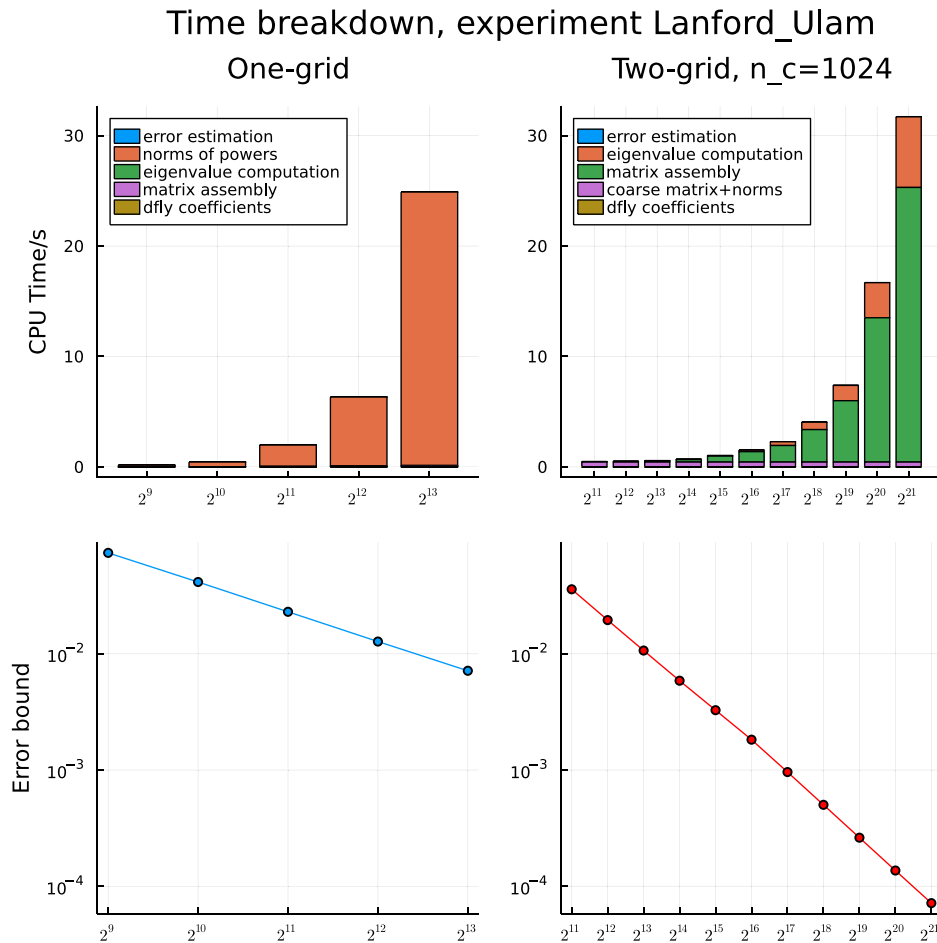 Time breakdown, experiment Lanford_Ulam
One-grid
Two-grid, n_c=1024
CPU Time/s
30
20
10
0
error estimation
norms of powers
eigenvalue computation
matrix assembly
dfly coefficients
2^9 2^10 2^11 2^12 2^13
30
20
10
0
error estimation
eigenvalue computation
matrix assembly
coarse matrix+norms
dfly coefficients
2^11 2^12 2^13 2^14 2^15 2^16 2^17 2^18 2^19 2^20 2^21
Error bound
10^−2
10^−3
10^−4
2^9 2^10 2^11 2^12 2^13
10^−2
10^−3
10^−4
2^11 2^12 2^13 2^14 2^15 2^16 2^17 2^18 2^19 2^20 2^21